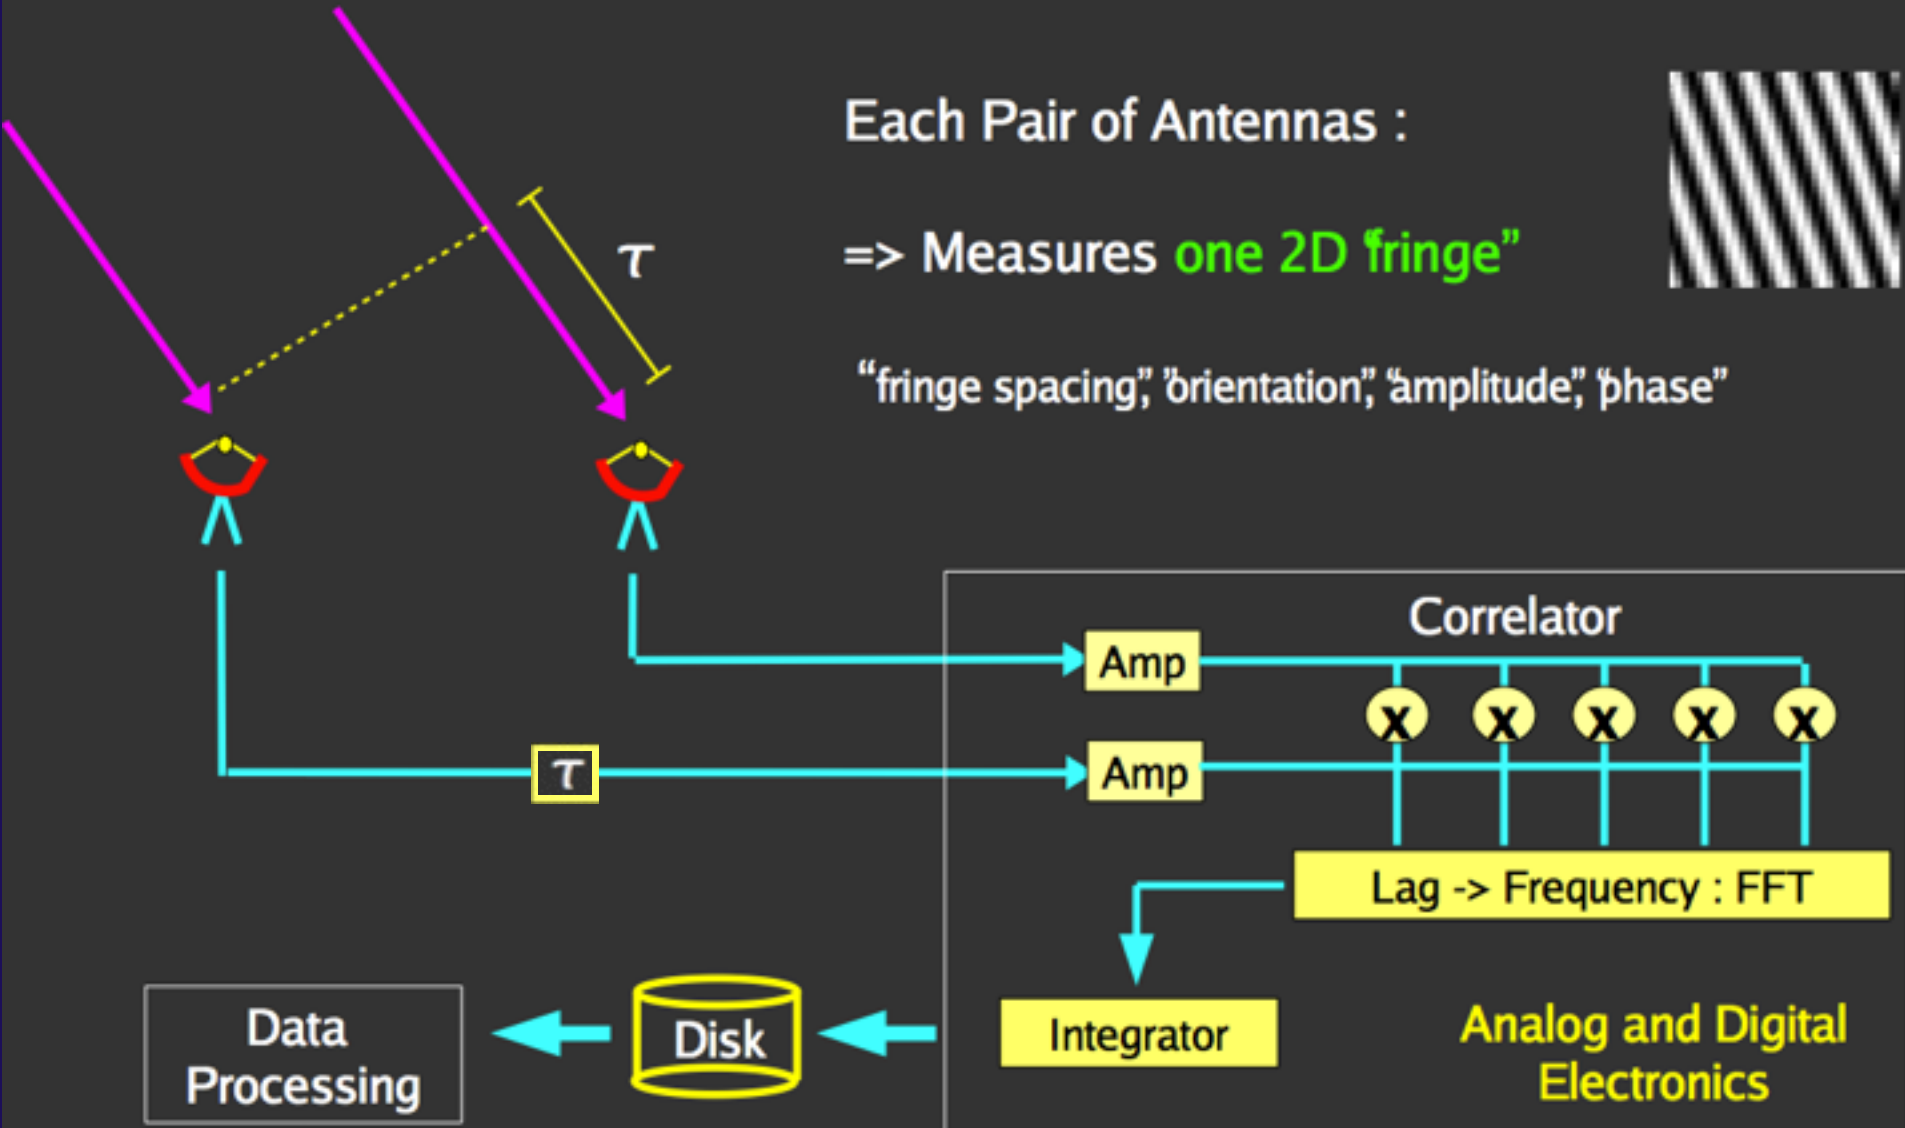 Each Pair of Antennas :
τ
=> Measures one 2D “fringe”
“fringe spacing”, ”orientation”, “amplitude”, “phase”
Correlator
Amp
X X X X X
τ
Amp
Lag -> Frequency : FFT
Data
Processing
Disk
Integrator
Analog and Digital
Electronics